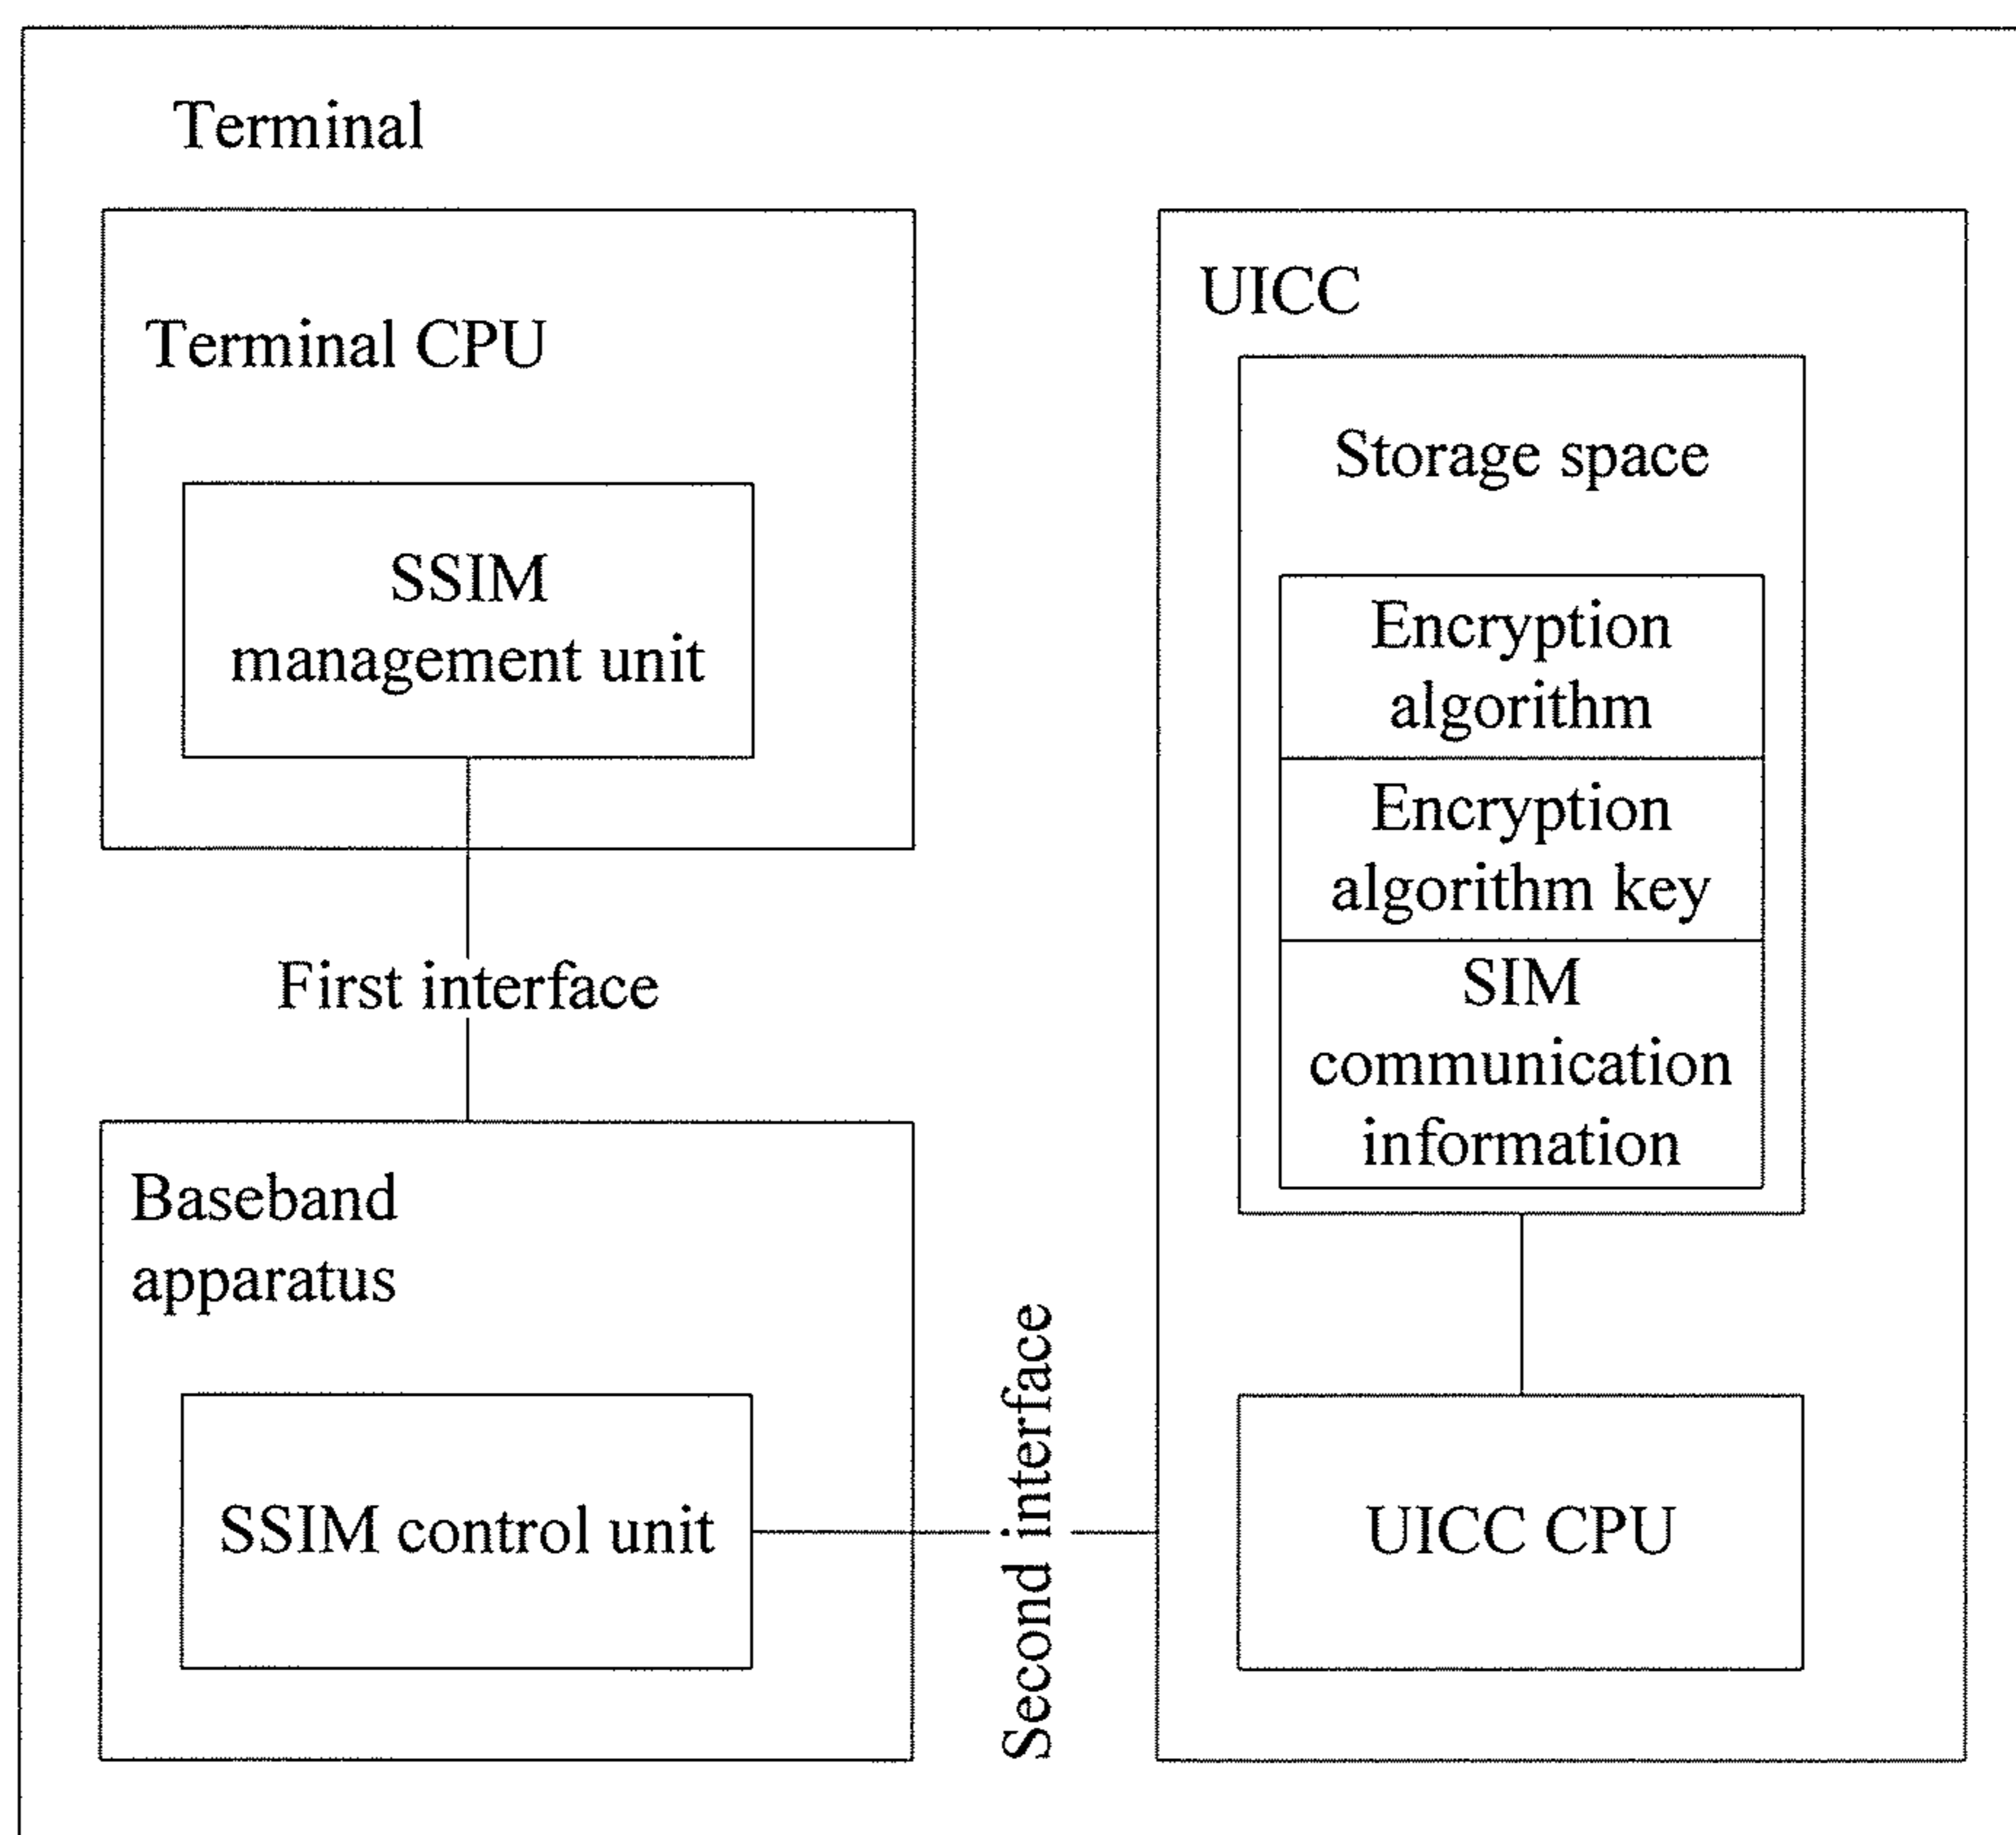 Terminal
Terminal CPU
SSIM
management unit
First interface
Baseband
apparatus
SSIM control unit
Second interface
UICC
Storage space
Encryption
algorithm
Encryption
algorithm key
SIM
communication
information
UICC CPU